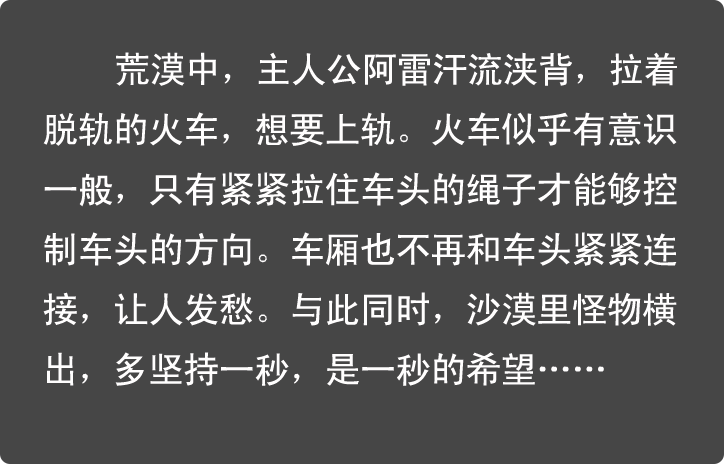 荒漠中，主人公阿雷汗流浃背，拉着
脱轨的火车，想要上轨。火车似乎有意识
一般，只有紧紧拉住车头的绳子才能够控
制车头的方向。车厢也不再和车头紧紧连
接，让人发愁。与此同时，沙漠里怪物横
出，多坚持一秒，是一秒的希望……